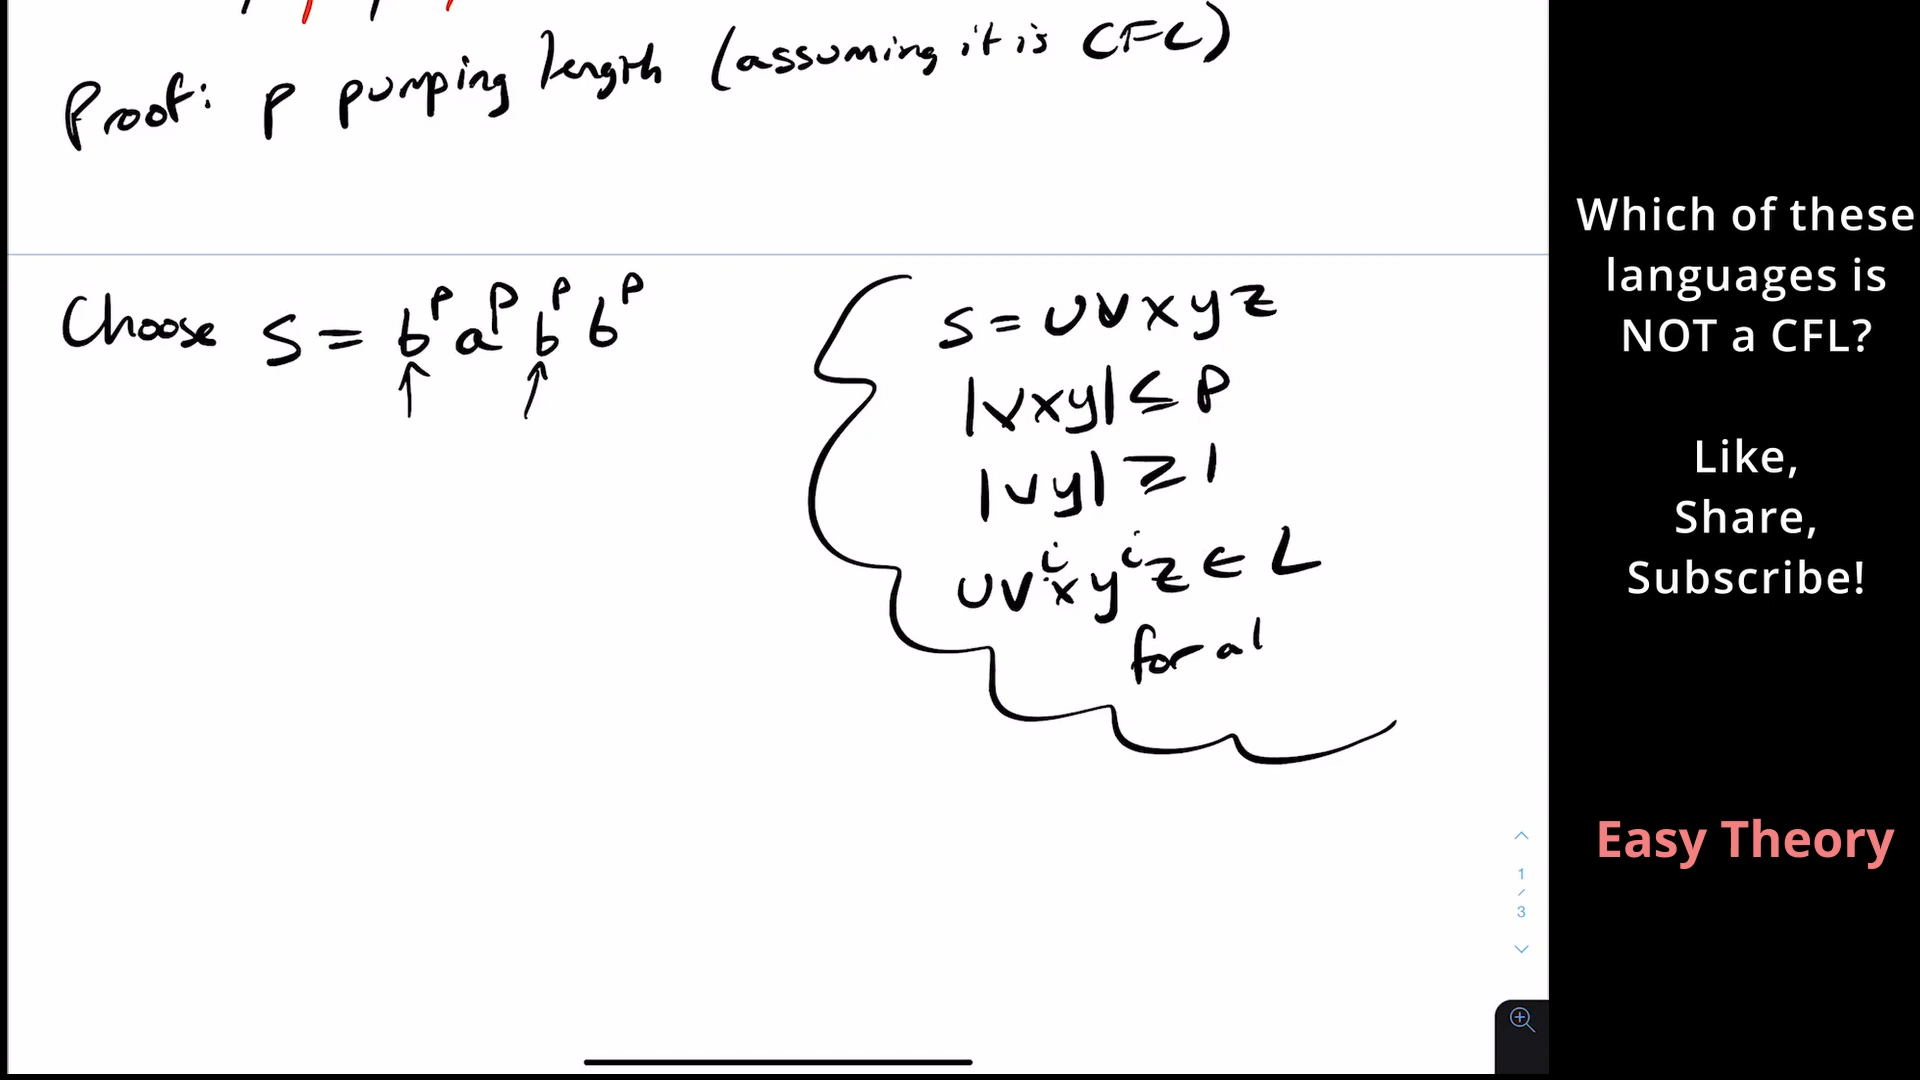 Proof: p pumping length (assuming it is CFL)
Choose s = b^p a^p b^p b^p
s = uvxyz
|vxy| ≤ p
|vy| ≥ 1
uv^i xy^i z ∈ L
for al
Which of these
languages is
NOT a CFL?
Like,
Share,
Subscribe!
Easy Theory
1
/
3